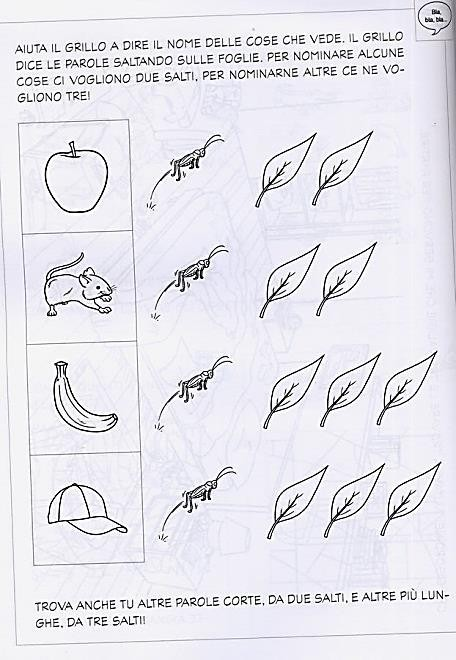 Bla,
bla, bla...
AIUTA IL GRILLO A DIRE IL NOME DELLE COSE CHE VEDE. IL GRILLO
DICE LE PAROLE SALTANDO SULLE FOGLIE. PER NOMINARE ALCUNE
COSE CI VOGLIONO DUE SALTI, PER NOMINARNE ALTRE CE NE VO-
GLIONO TRE!
TROVA ANCHE TU ALTRE PAROLE CORTE, DA DUE SALTI, E ALTRE PIÙ LUN-
GHE, DA TRE SALTI!